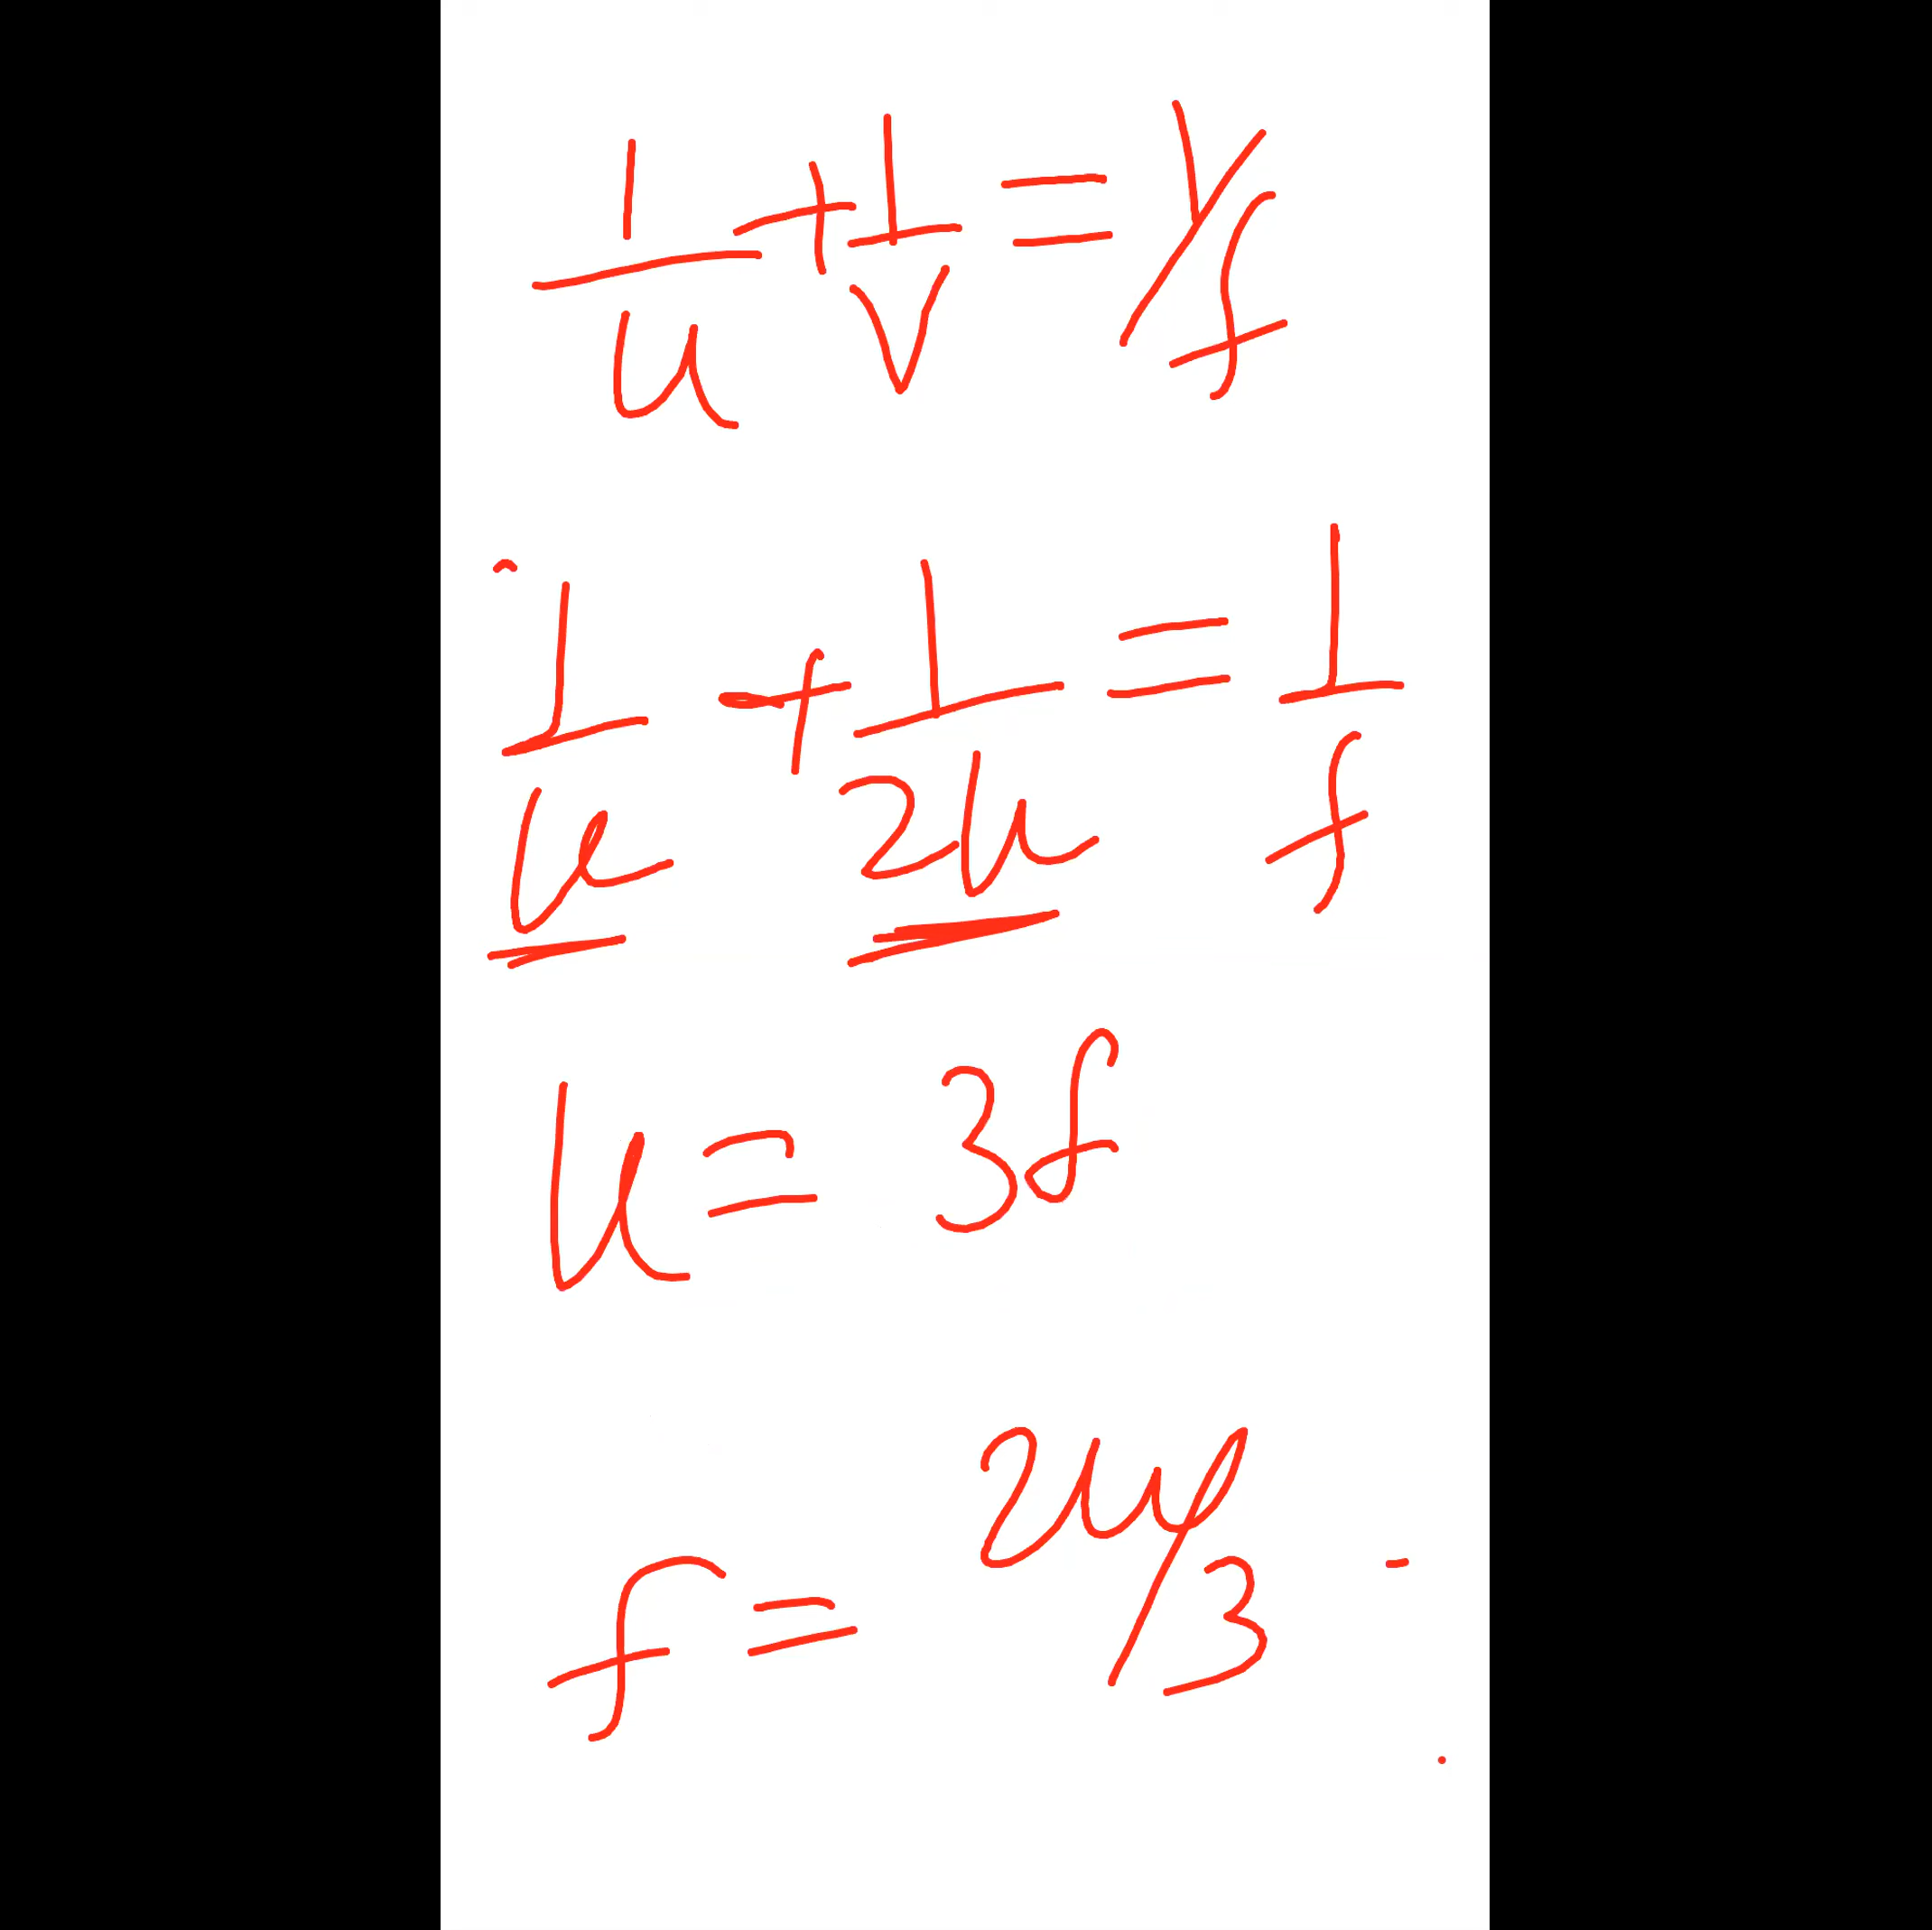 1/u + 1/v = 1/f
1/u + 1/2u = 1/f
u = 3f
f = 2u/3